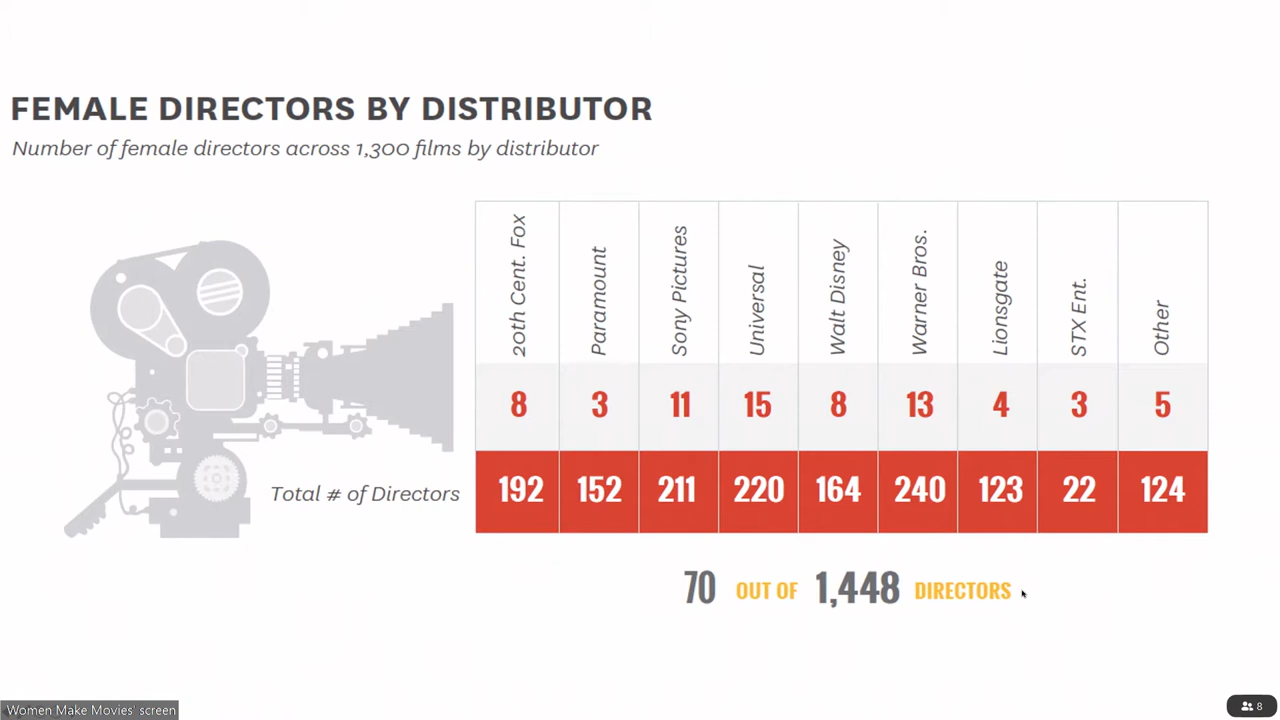 FEMALE DIRECTORS BY DISTRIBUTOR
Number of female directors across 1,300 films by distributor
20th Cent. Fox
Paramount
Sony Pictures
Universal
Walt Disney
Warner Bros.
Lionsgate
STX Ent.
Other
8 3 11 15 8 13 4 3 5
Total # of Directors 192 152 211 220 164 240 123 22 124
70 OUT OF 1,448 DIRECTORS
Women Make Movies' screen
8